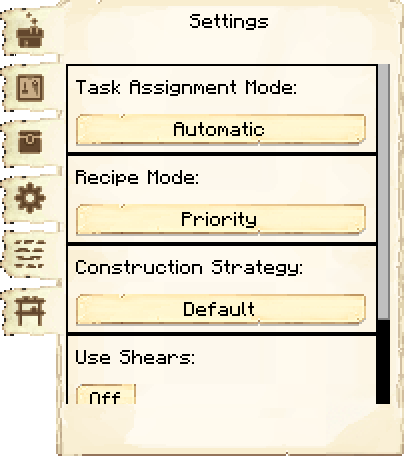 Settings
Task Assignment Mode:
Automatic
Recipe Mode:
Priority
Construction Strategy:
Default
Use Shears:
Off